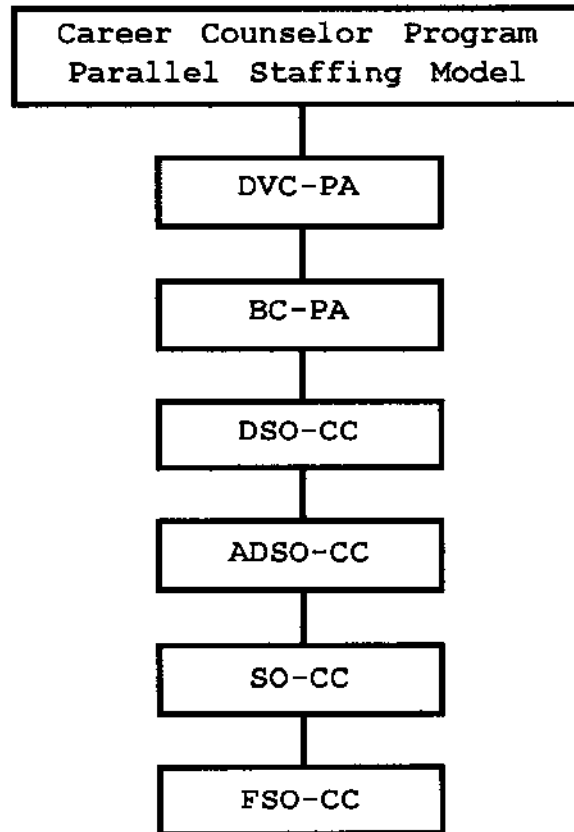 Career Counselor Program
Parallel Staffing Model
DVC-PA
BC-PA
DSO-CC
ADSO-CC
SO-CC
FSO-CC